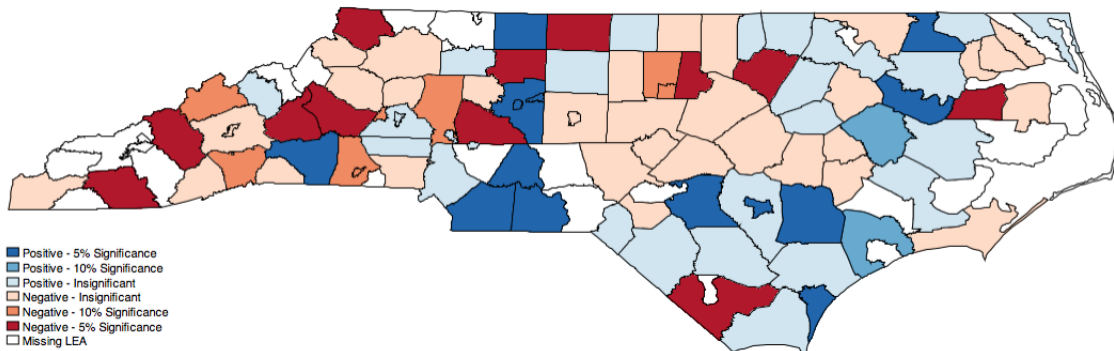 Positive - 5% Significance
Positive - 10% Significance
Positive - Insignificant
Negative - Insignificant
Negative - 10% Significance
Negative - 5% Significance
Missing LEA